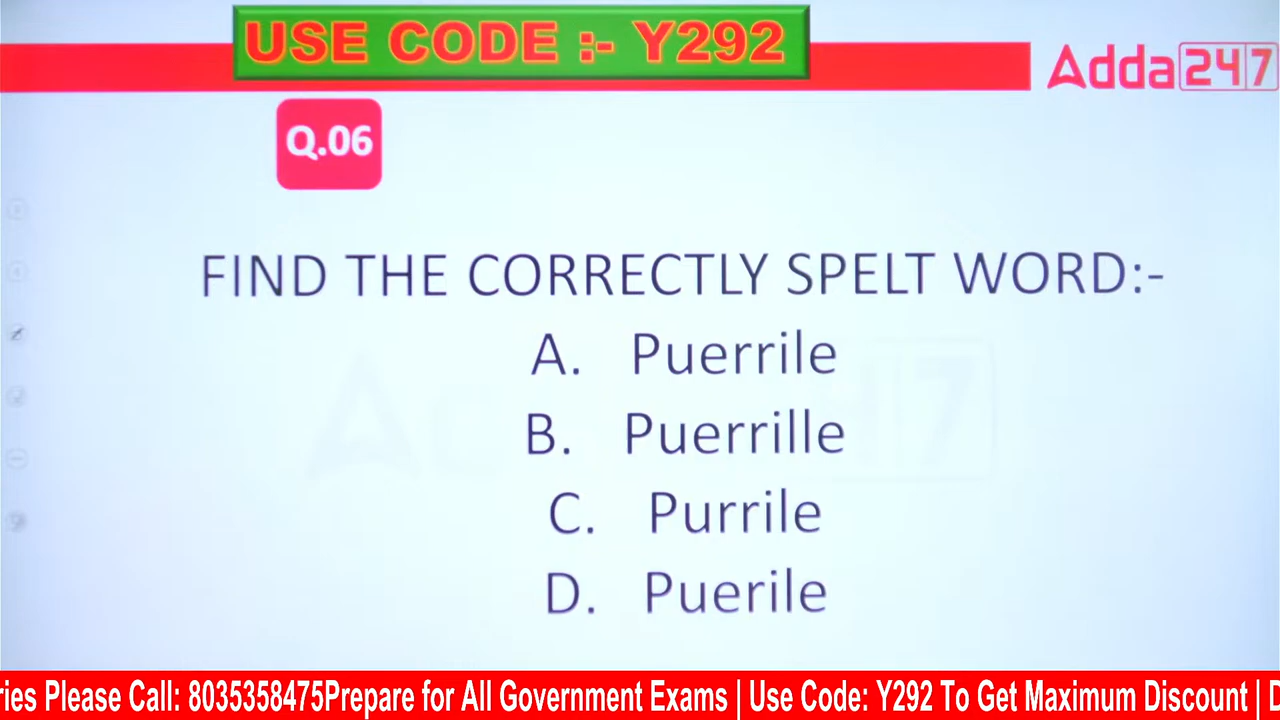 USE CODE :- Y292
Adda247
Q.06
FIND THE CORRECTLY SPELT WORD:-
A. Puerrile
B. Puerrille
C. Purrile
D. Puerile
ries Please Call: 8035358475Prepare for All Government Exams | Use Code: Y292 To Get Maximum Discount | D